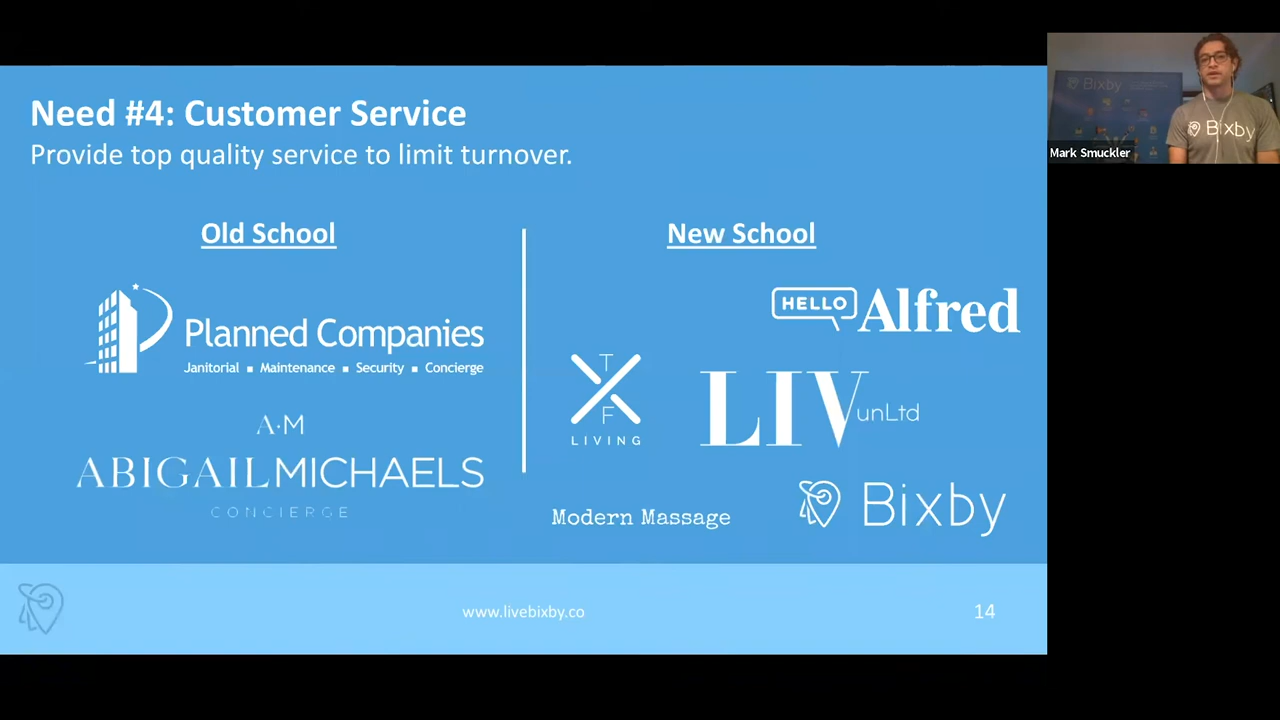 Need #4: Customer Service
Provide top quality service to limit turnover.
Old School
Planned Companies
Janitorial ▪ Maintenance ▪ Security ▪ Concierge
A·M
ABIGAILMICHAELS
CONCIERGE
New School
HELLO Alfred
T
F
LIVING
LIV unLtd
Modern Massage
Bixby
www.livebixby.co
14
Bixby
Bixby
Mark Smuckler